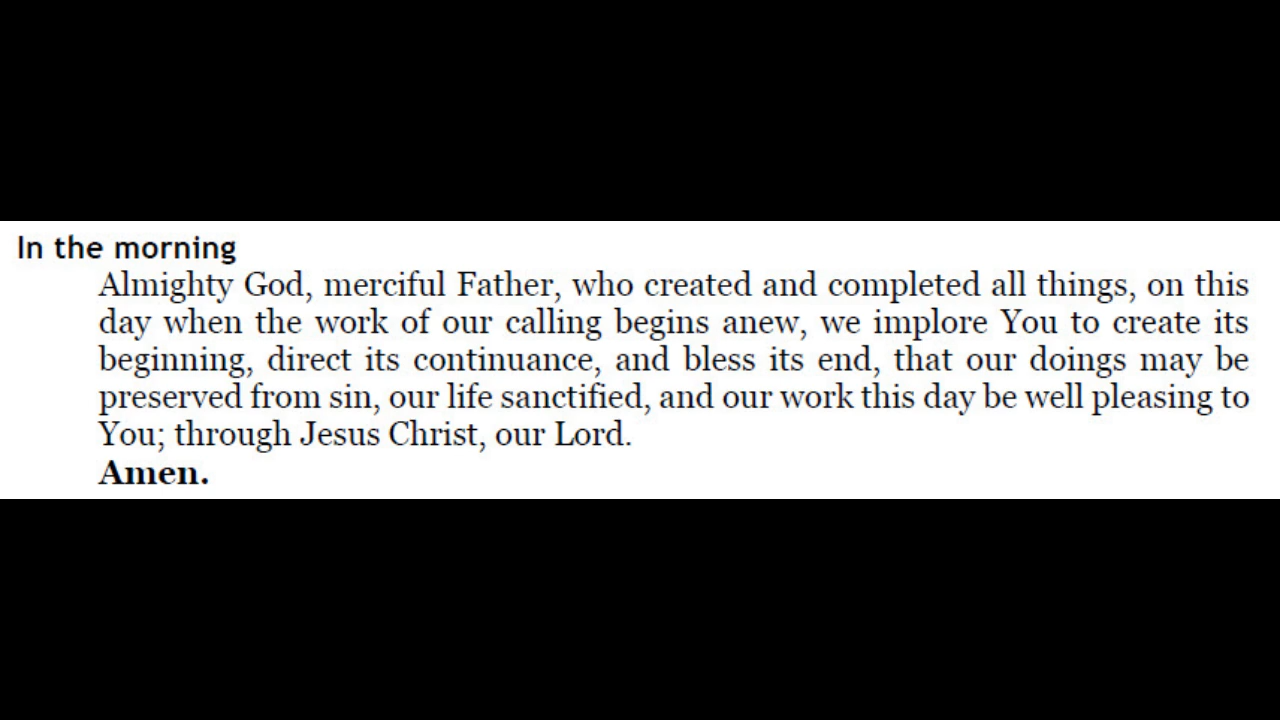 In the morning
Almighty God, merciful Father, who created and completed all things, on this
day when the work of our calling begins anew, we implore You to create its
beginning, direct its continuance, and bless its end, that our doings may be
preserved from sin, our life sanctified, and our work this day be well pleasing to
You; through Jesus Christ, our Lord.
Amen.